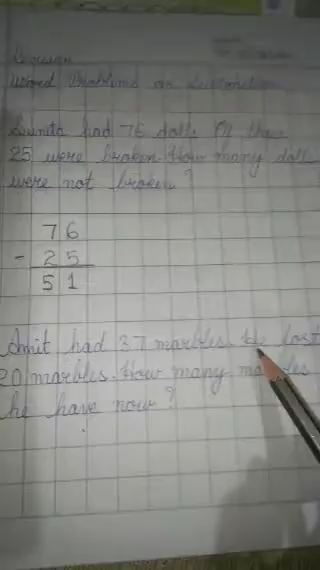 Revision
Word Problems on Subtraction
Sunita had 76 dolls. Of them
25 were broken. How many dolls
were not broken?
76
- 25
51
Amit had 37 marbles. He lost
20 marbles. How many marbles
he have now?